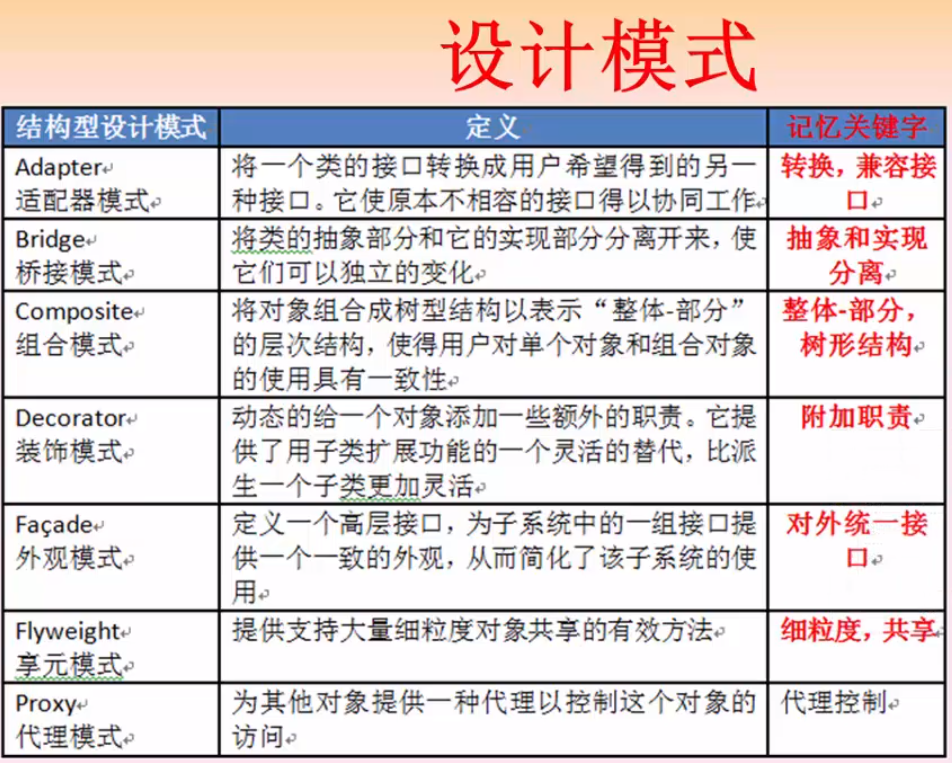 设计模式
结构型设计模式 定义 记忆关键字
Adapter
适配器模式
将一个类的接口转换成用户希望得到的另一
种接口。它使原本不相容的接口得以协同工作
转换，兼容接
口
Bridge
桥接模式
将类的抽象部分和它的实现部分分离开来，使
它们可以独立的变化
抽象和实现
分离
Composite
组合模式
将对象组合成树型结构以表示“整体-部分”
的层次结构，使得用户对单个对象和组合对象
的使用具有一致性
整体-部分，
树形结构
Decorator
装饰模式
动态的给一个对象添加一些额外的职责。它提
供了用子类扩展功能的一个灵活的替代，比派
生一个子类更加灵活
附加职责
Façade
外观模式
定义一个高层接口，为子系统中的一组接口提
供一个一致的外观，从而简化了该子系统的使
用
对外统一接
口
Flyweight
享元模式
提供支持大量细粒度对象共享的有效方法
细粒度，共享
Proxy
代理模式
为其他对象提供一种代理以控制这个对象的
访问
代理控制